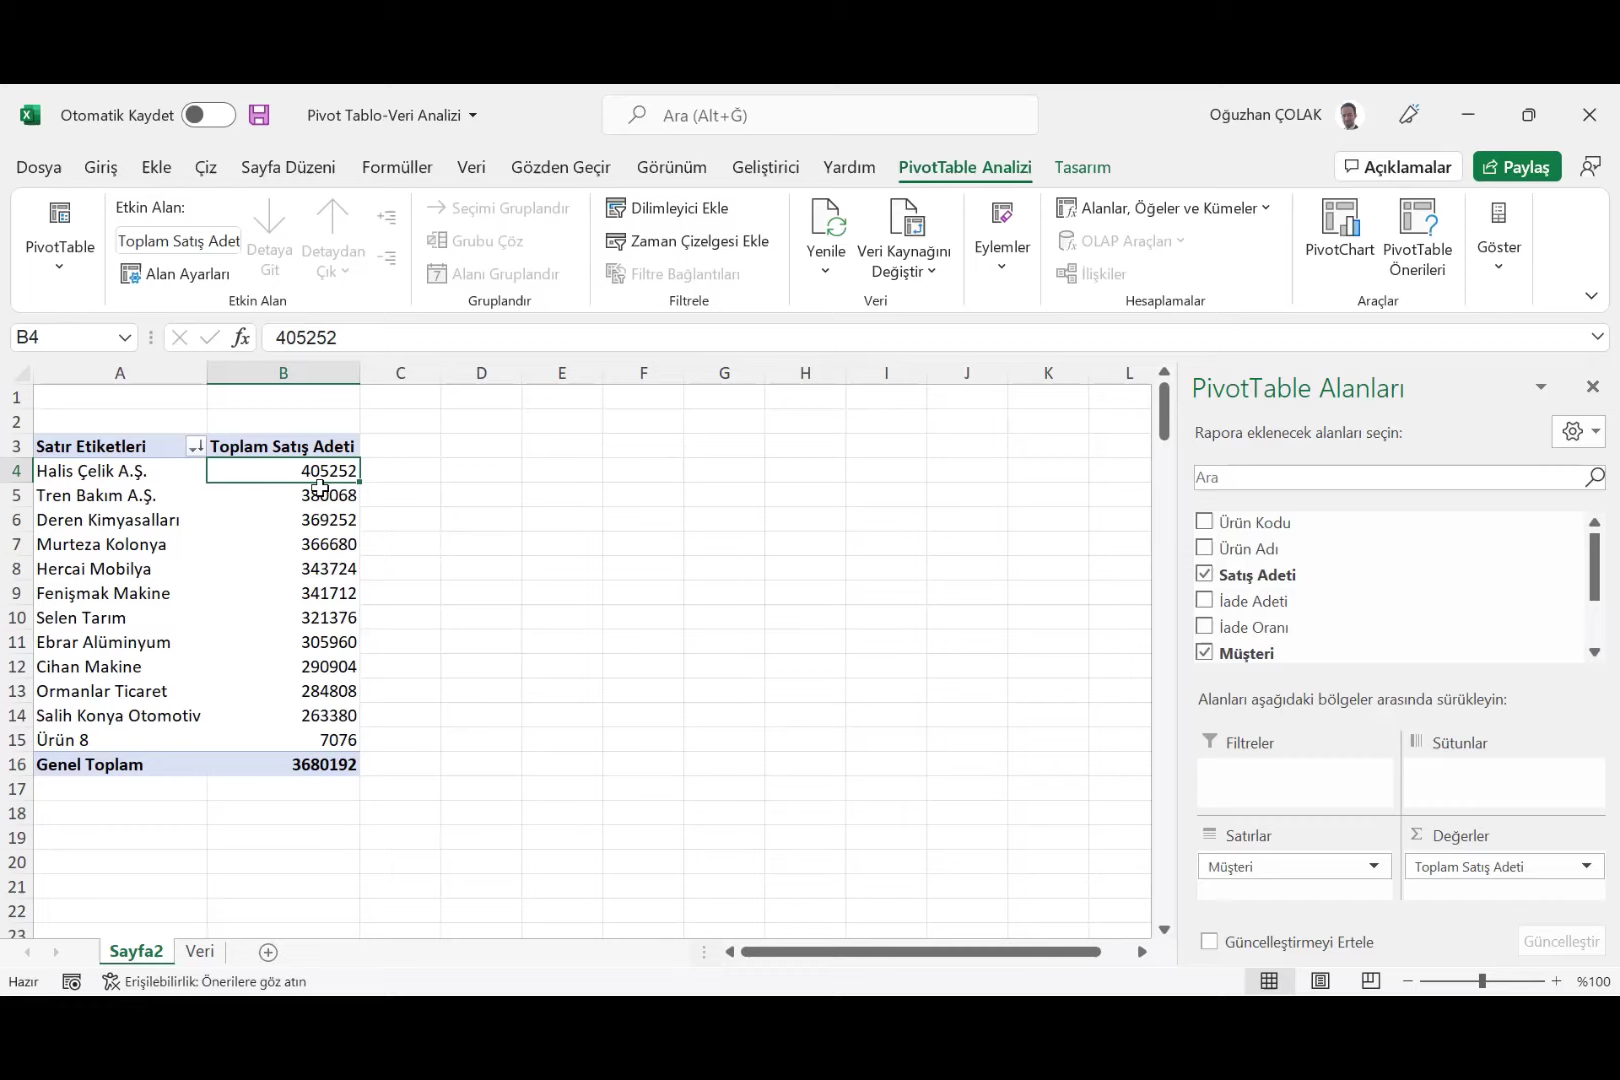 Otomatik Kaydet
Pivot Tablo-Veri Analizi
Ara (Alt+Ğ)
Oğuzhan ÇOLAK
Dosya Giriş Ekle Çiz Sayfa Düzeni Formüller Veri Gözden Geçir Görünüm Geliştirici Yardım PivotTable Analizi Tasarım
Açıklamalar
Paylaş
PivotTable
Etkin Alan:
Toplam Satış Adet
Alan Ayarları
Detaya Git
Detaydan Çık
Etkin Alan
Seçimi Gruplandır
Grubu Çöz
Alanı Gruplandır
Gruplandır
Dilimleyici Ekle
Zaman Çizelgesi Ekle
Filtre Bağlantıları
Filtrele
Yenile
Veri Kaynağını Değiştir
Veri
Eylemler
Alanlar, Öğeler ve Kümeler
OLAP Araçları
İlişkiler
Hesaplamalar
PivotChart
PivotTable Önerileri
Araçlar
Göster
B4
fx
405252
A B C D E F G H I J K L
1
2
3 Satır Etiketleri Toplam Satış Adeti
4 Halis Çelik A.Ş. 405252
5 Tren Bakım A.Ş. 380068
6 Deren Kimyasalları 369252
7 Murteza Kolonya 366680
8 Hercai Mobilya 343724
9 Fenişmak Makine 341712
10 Selen Tarım 321376
11 Ebrar Alüminyum 305960
12 Cihan Makine 290904
13 Ormanlar Ticaret 284808
14 Salih Konya Otomotiv 263380
15 Ürün 8 7076
16 Genel Toplam 3680192
17
18
19
20
21
22
23
PivotTable Alanları
Rapora eklenecek alanları seçin:
Ara
Ürün Kodu
Ürün Adı
Satış Adeti
İade Adeti
İade Oranı
Müşteri
Alanları aşağıdaki bölgeler arasında sürükleyin:
Filtreler
Sütunlar
Satırlar
Müşteri
Değerler
Toplam Satış Adeti
Güncelleştirmeyi Ertele
Güncelleştir
Sayfa2 Veri
Hazır
Erişilebilirlik: Önerilere göz atın
%100